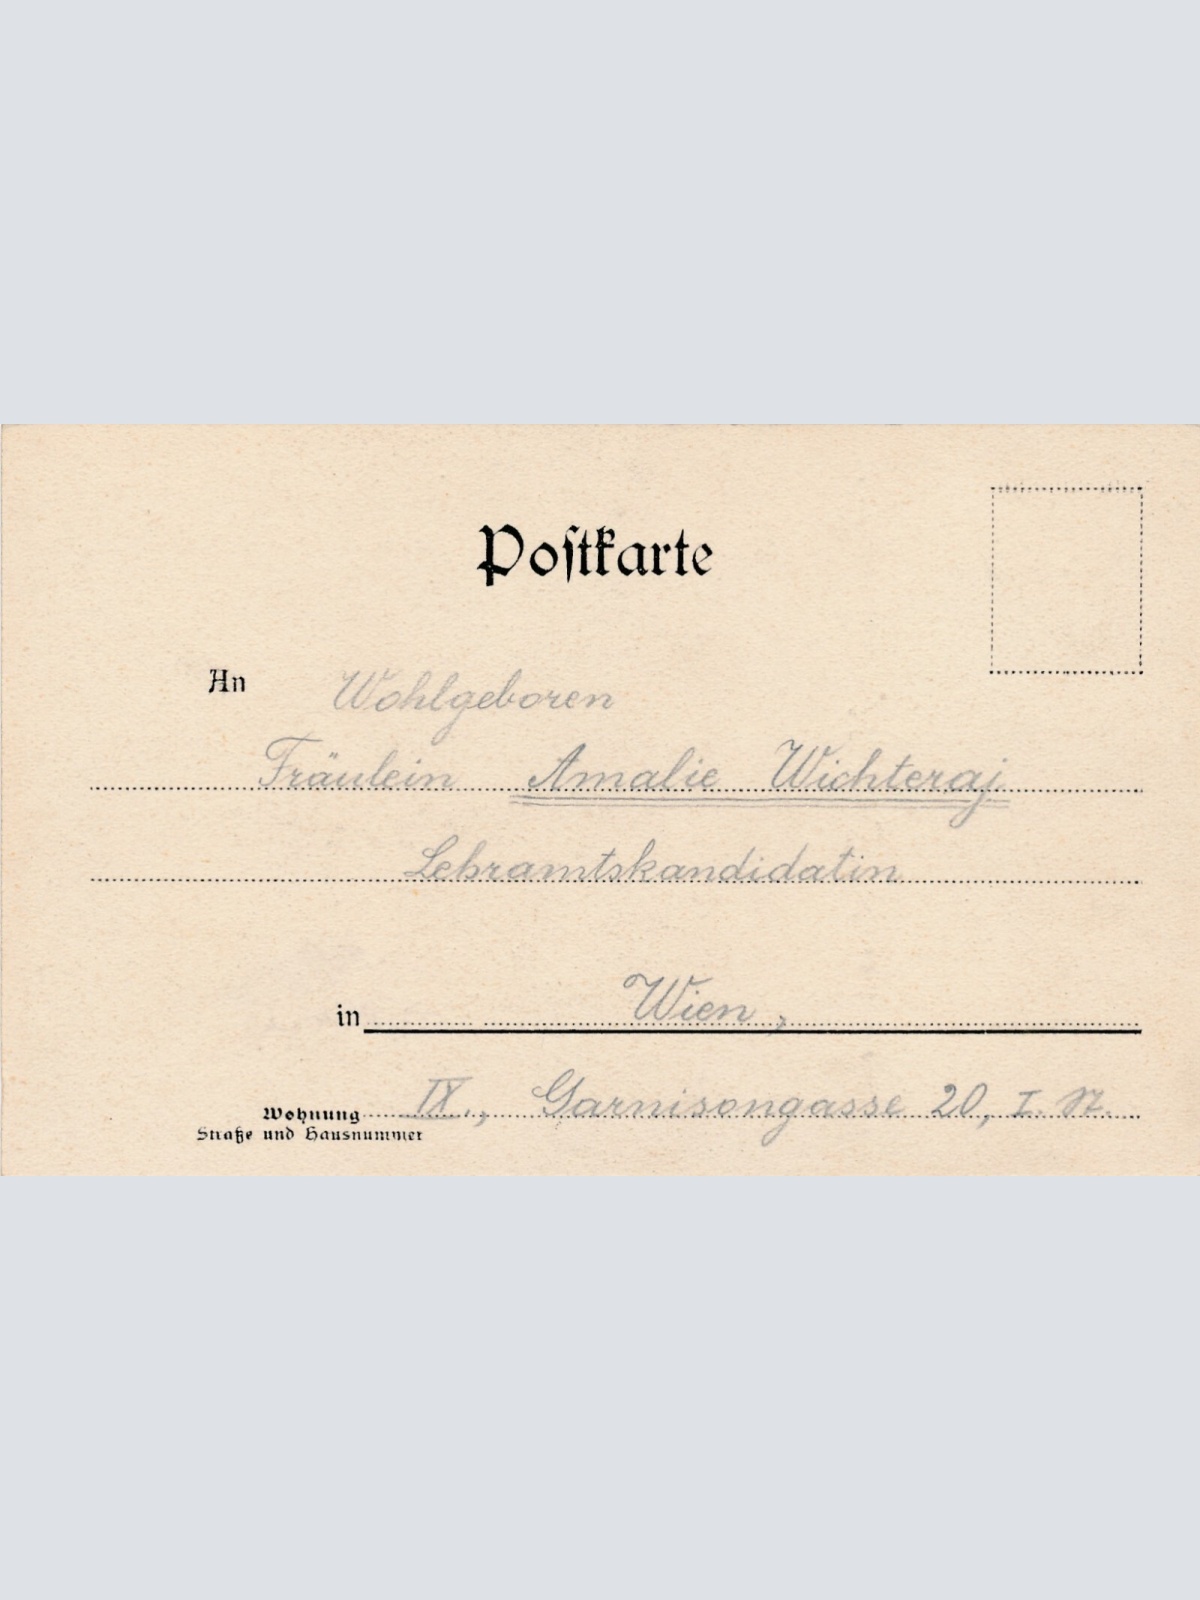 Postkarte
An Wohlgeboren
Fräulein Amalie Wichteraj
Lehramtskandidatin
in Wien,
Wohnung IX., Garnisongasse 20, I. St.
Straße und Hausnummer